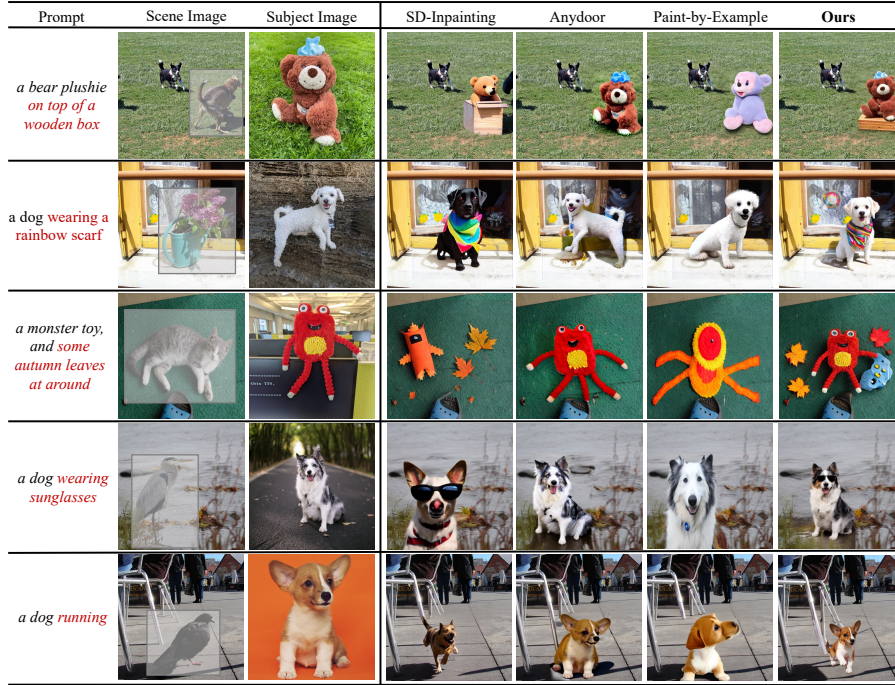 Prompt
Scene Image
Subject Image
SD-Inpainting
Anydoor
Paint-by-Example
Ours
a bear plushie
on top of a
wooden box
a dog wearing a
rainbow scarf
a monster toy,
and some
autumn leaves
at around
a dog wearing
sunglasses
a dog running